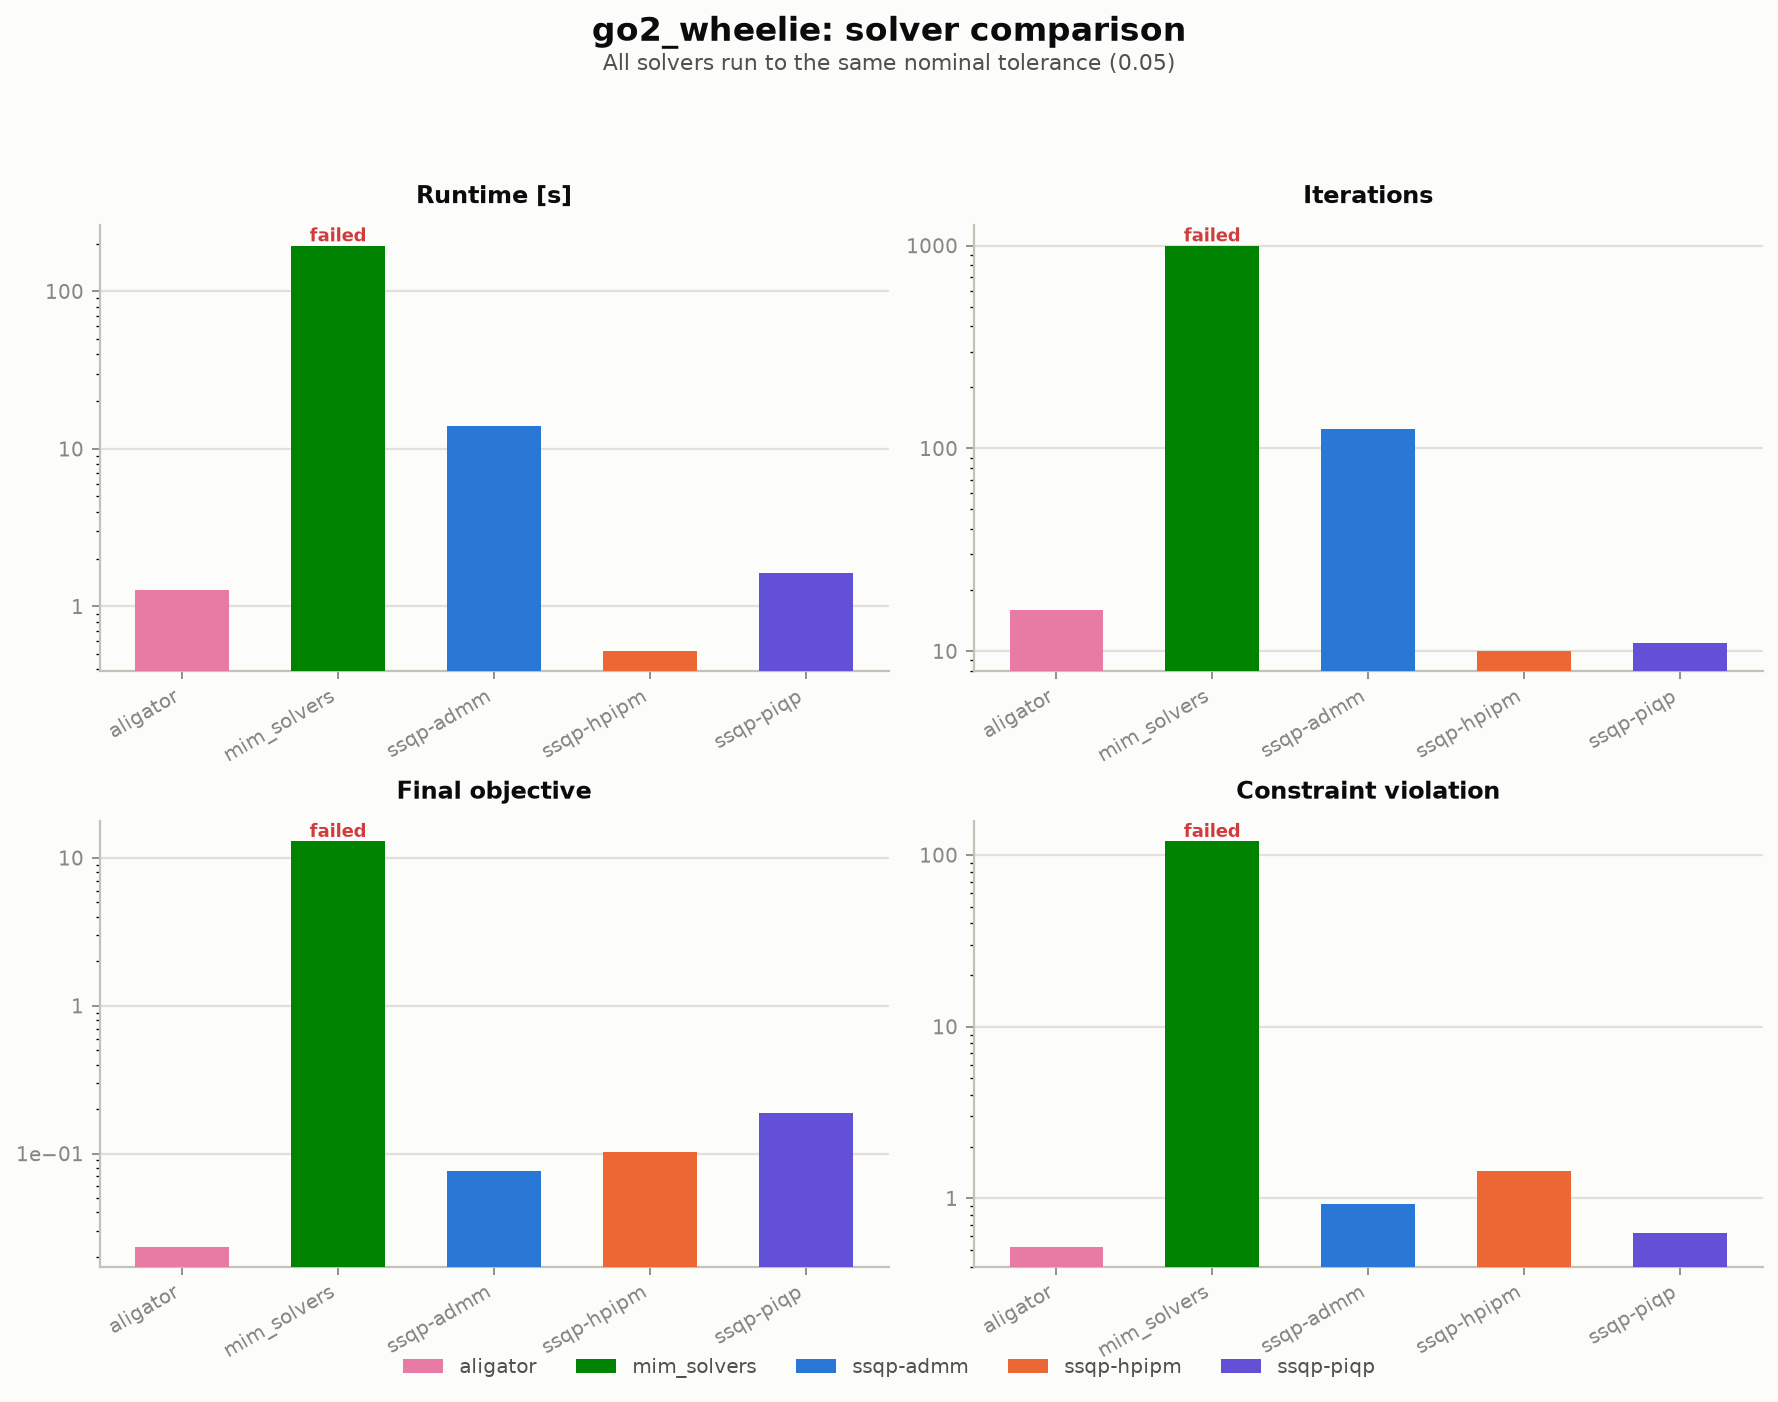 go2_wheelie: solver comparison
All solvers run to the same nominal tolerance (0.05)
Runtime [s]
failed
100
10
1
aligator
mim_solvers
ssqp-admm
ssqp-hpipm
ssqp-piqp
Iterations
failed
1000
100
10
aligator
mim_solvers
ssqp-admm
ssqp-hpipm
ssqp-piqp
Final objective
failed
10
1
1e−01
aligator
mim_solvers
ssqp-admm
ssqp-hpipm
ssqp-piqp
Constraint violation
failed
100
10
1
aligator
mim_solvers
ssqp-admm
ssqp-hpipm
ssqp-piqp
aligator mim_solvers ssqp-admm ssqp-hpipm ssqp-piqp